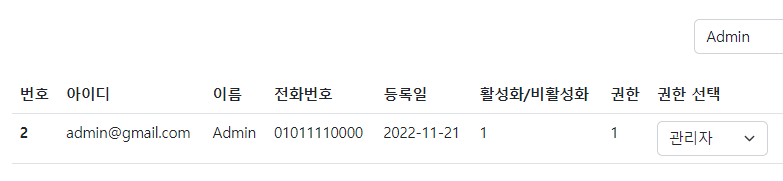 Admin
번호 아이디 이름 전화번호 등록일 활성화/비활성화 권한 권한 선택
2 admin@gmail.com Admin 01011110000 2022-11-21 1 1 관리자